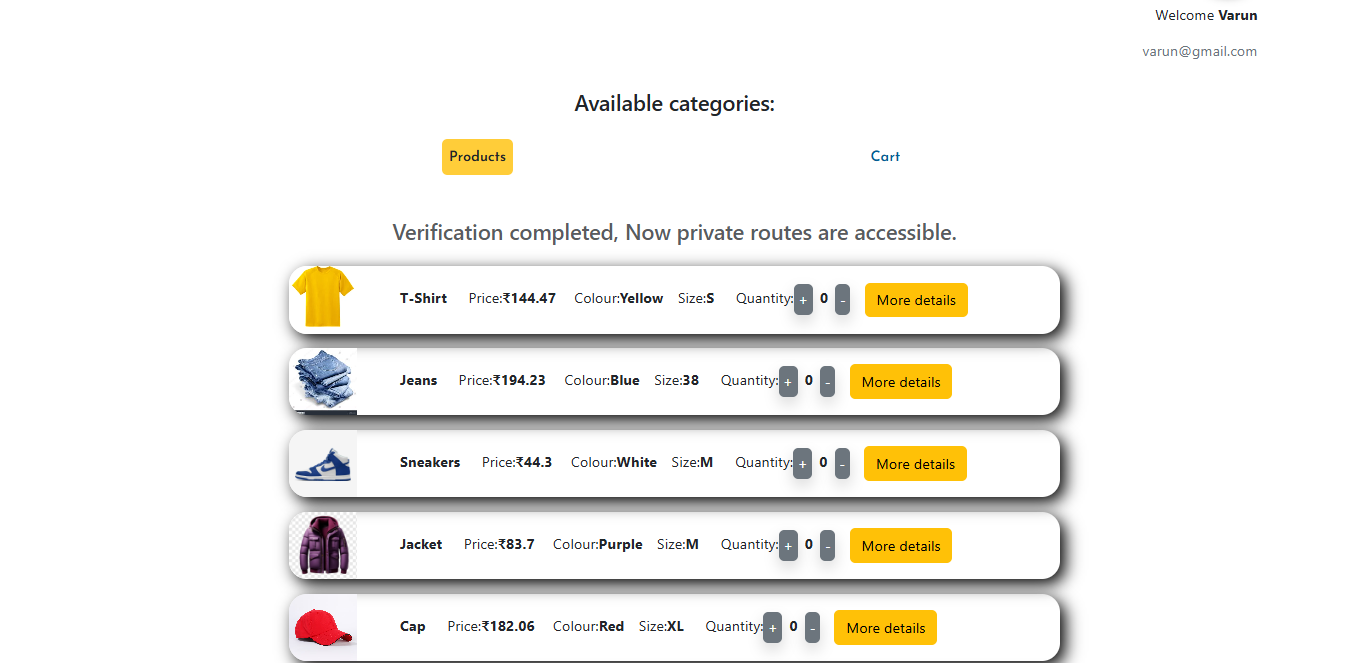 Welcome Varun
varun@gmail.com
Available categories:
Products Cart
Verification completed, Now private routes are accessible.
T-Shirt Price:₹144.47 Colour:Yellow Size:S Quantity:+ 0 - More details
Jeans Price:₹194.23 Colour:Blue Size:38 Quantity:+ 0 - More details
Sneakers Price:₹44.3 Colour:White Size:M Quantity:+ 0 - More details
Jacket Price:₹83.7 Colour:Purple Size:M Quantity:+ 0 - More details
Cap Price:₹182.06 Colour:Red Size:XL Quantity:+ 0 - More details